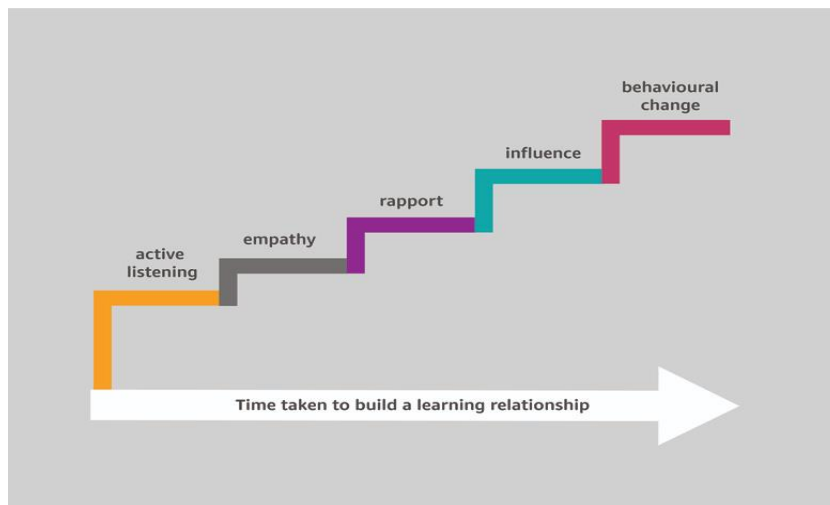 behavioural
change
influence
rapport
empathy
active
listening
Time taken to build a learning relationship